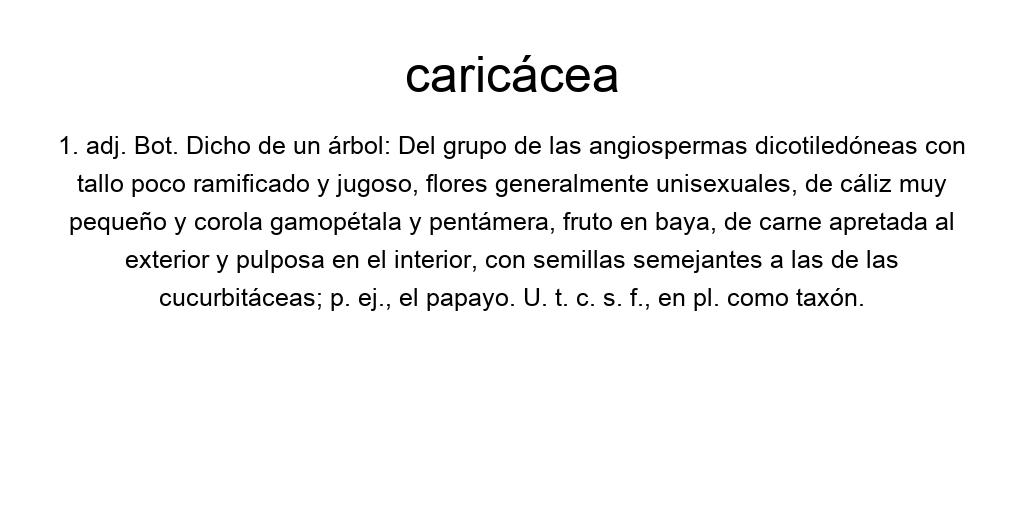 caricácea
1. adj. Bot. Dicho de un árbol: Del grupo de las angiospermas dicotiledóneas con
tallo poco ramificado y jugoso, flores generalmente unisexuales, de cáliz muy
pequeño y corola gamopétala y pentámera, fruto en baya, de carne apretada al
exterior y pulposa en el interior, con semillas semejantes a las de las
cucurbitáceas; p. ej., el papayo. U. t. c. s. f., en pl. como taxón.